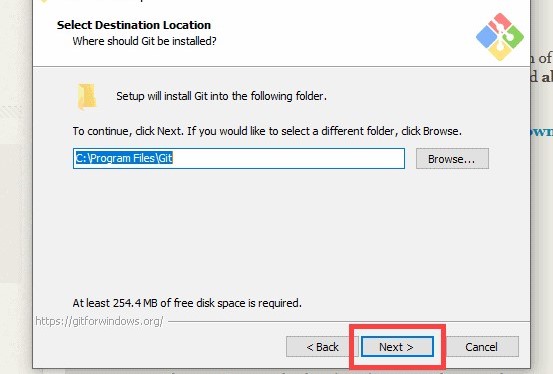 Select Destination Location
Where should Git be installed?
Setup will install Git into the following folder.
To continue, click Next. If you would like to select a different folder, click Browse.
C:\Program Files\Git
Browse...
At least 254.4 MB of free disk space is required.
https://gitforwindows.org/
< Back
Next >
Cancel